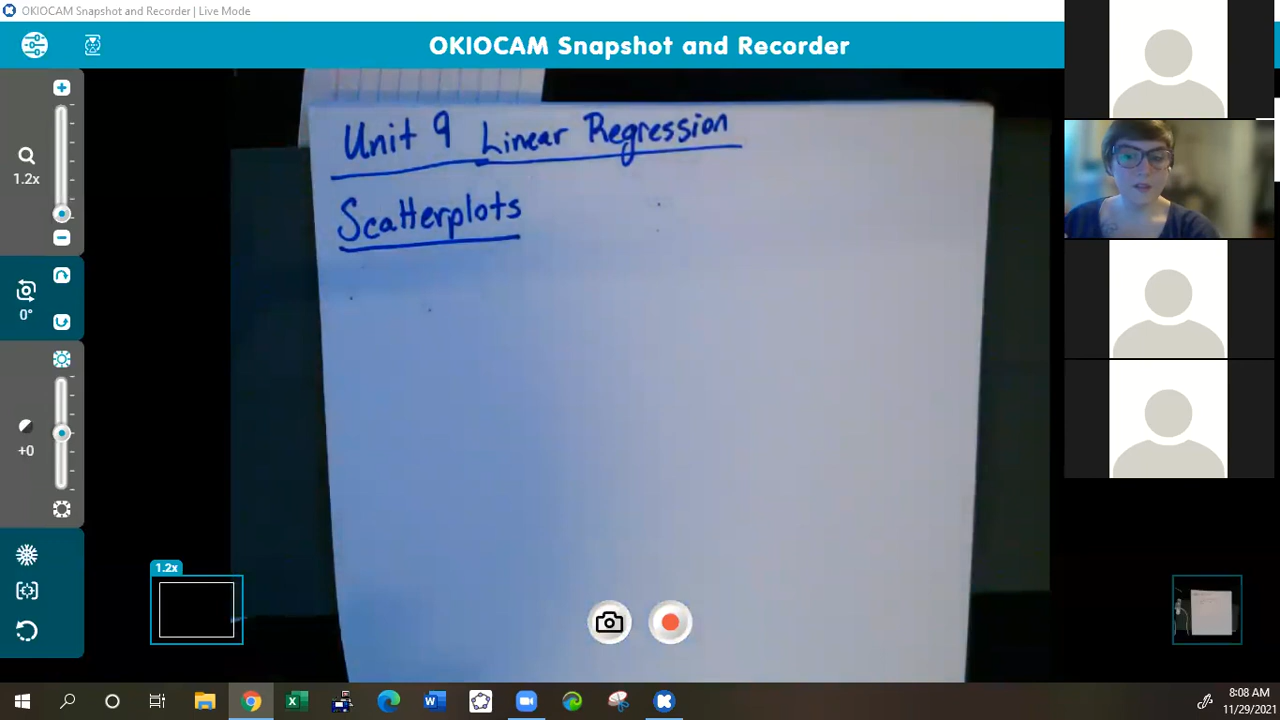 OKIOCAM Snapshot and Recorder | Live Mode
OKIOCAM Snapshot and Recorder
1.2x
0°
+0
Unit 9 Linear Regression
Scatterplots
1.2x
8:08 AM
11/29/2021